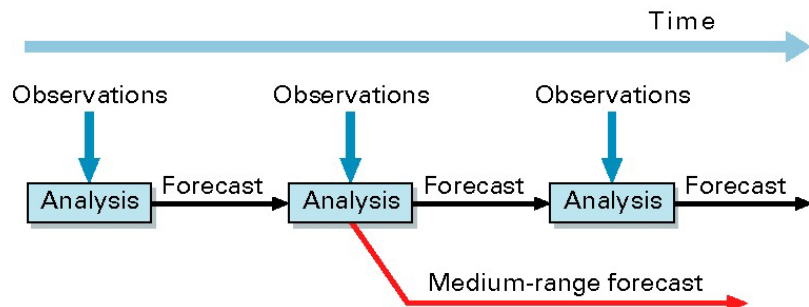 Time
Observations
Observations
Observations
Analysis
Forecast
Analysis
Forecast
Analysis
Forecast
Medium-range forecast